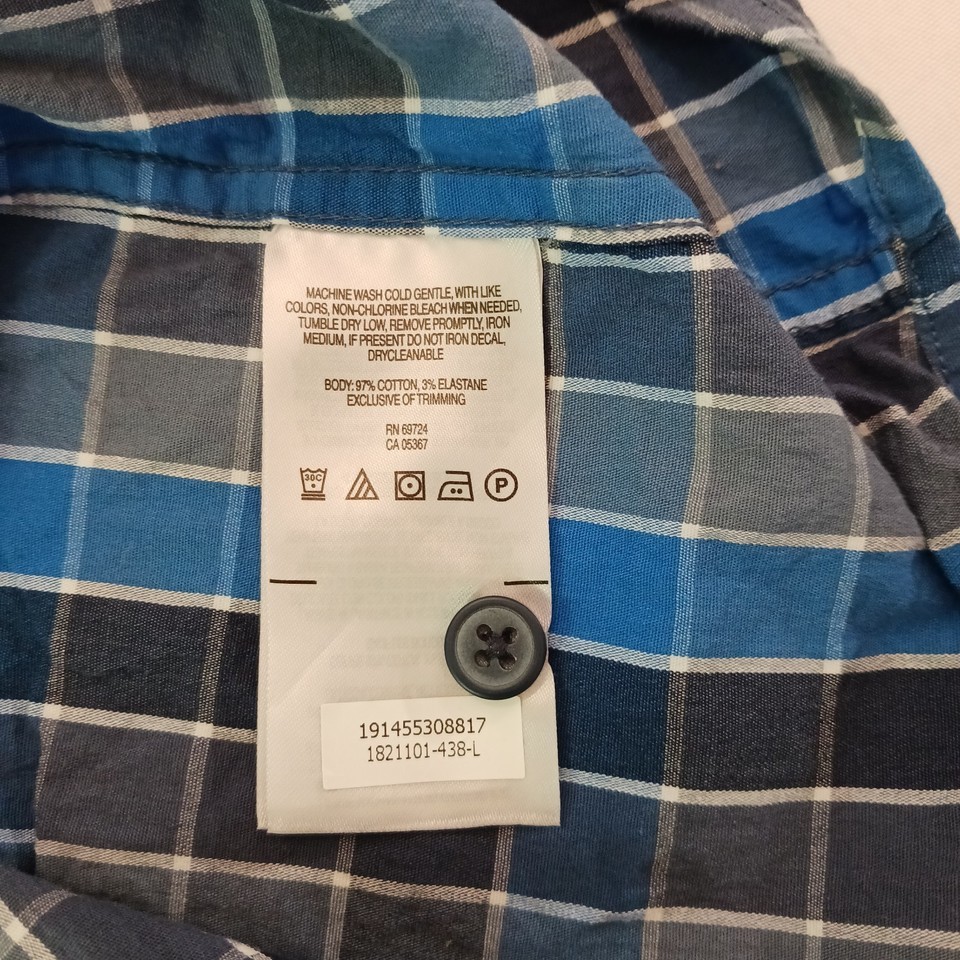 MACHINE WASH COLD GENTLE, WITH LIKE
COLORS, NON-CHLORINE BLEACH WHEN NEEDED,
TUMBLE DRY LOW, REMOVE PROMPTLY, IRON
MEDIUM, IF PRESENT DO NOT IRON DECAL,
DRYCLEANABLE
BODY: 97% COTTON, 3% ELASTANE
EXCLUSIVE OF TRIMMING
RN 69724
CA 05367
30C
P
191455308817
1821101-438-L